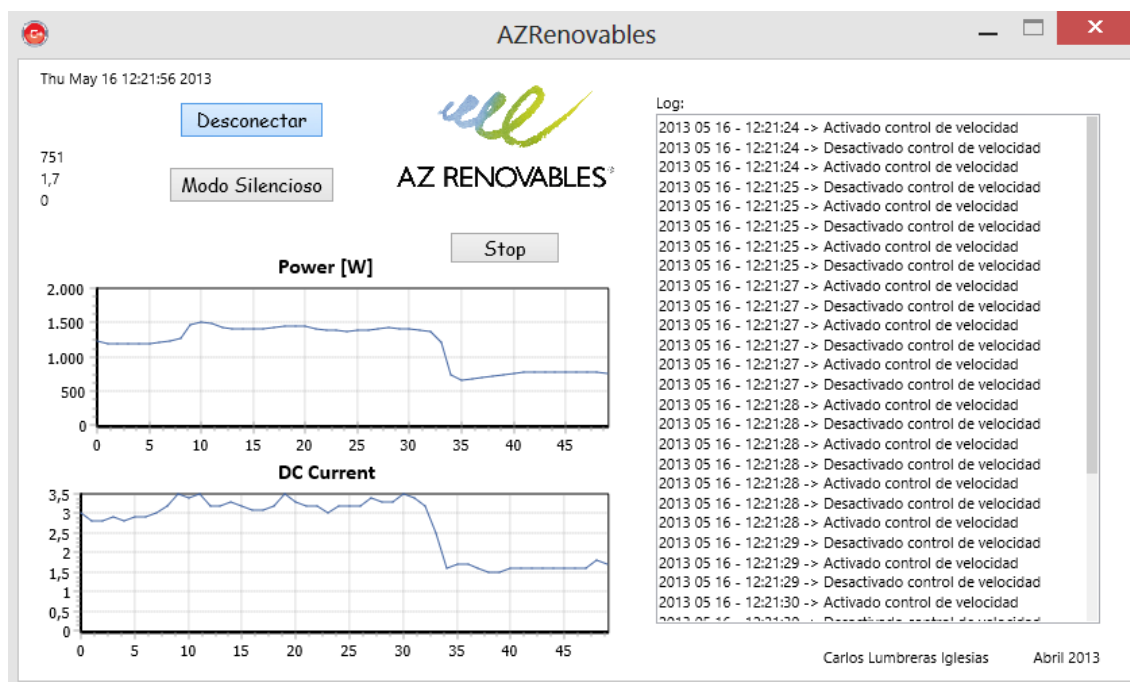 AZRenovables
Thu May 16 12:21:56 2013
Desconectar
751
1,7
0
Modo Silencioso
AZ RENOVABLES®
Stop
Power [W]
2.000
1.500
1.000
500
0
0 5 10 15 20 25 30 35 40 45
DC Current
3,5
3
2,5
2
1,5
1
0,5
0
0 5 10 15 20 25 30 35 40 45
Log:
2013 05 16 - 12:21:24 -> Activado control de velocidad
2013 05 16 - 12:21:24 -> Desactivado control de velocidad
2013 05 16 - 12:21:24 -> Activado control de velocidad
2013 05 16 - 12:21:25 -> Desactivado control de velocidad
2013 05 16 - 12:21:25 -> Activado control de velocidad
2013 05 16 - 12:21:25 -> Desactivado control de velocidad
2013 05 16 - 12:21:25 -> Activado control de velocidad
2013 05 16 - 12:21:25 -> Desactivado control de velocidad
2013 05 16 - 12:21:27 -> Activado control de velocidad
2013 05 16 - 12:21:27 -> Desactivado control de velocidad
2013 05 16 - 12:21:27 -> Activado control de velocidad
2013 05 16 - 12:21:27 -> Desactivado control de velocidad
2013 05 16 - 12:21:27 -> Activado control de velocidad
2013 05 16 - 12:21:27 -> Desactivado control de velocidad
2013 05 16 - 12:21:28 -> Activado control de velocidad
2013 05 16 - 12:21:28 -> Desactivado control de velocidad
2013 05 16 - 12:21:28 -> Activado control de velocidad
2013 05 16 - 12:21:28 -> Desactivado control de velocidad
2013 05 16 - 12:21:28 -> Activado control de velocidad
2013 05 16 - 12:21:28 -> Desactivado control de velocidad
2013 05 16 - 12:21:28 -> Activado control de velocidad
2013 05 16 - 12:21:29 -> Desactivado control de velocidad
2013 05 16 - 12:21:29 -> Activado control de velocidad
2013 05 16 - 12:21:29 -> Desactivado control de velocidad
2013 05 16 - 12:21:30 -> Activado control de velocidad
Carlos Lumbreras Iglesias Abril 2013